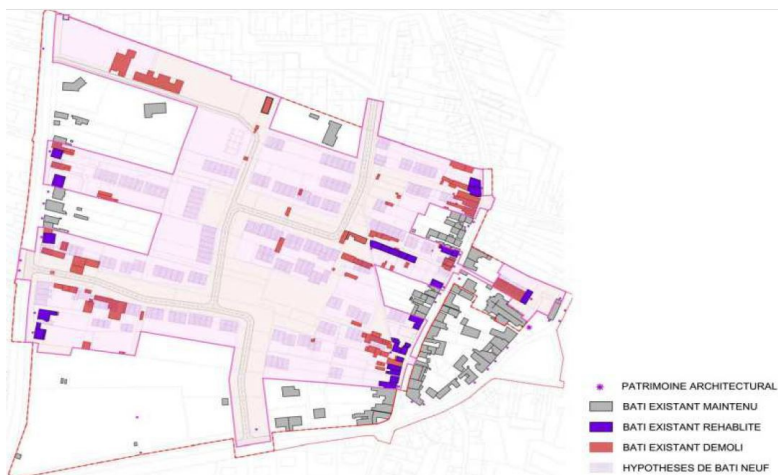 PATRIMOINE ARCHITECTURAL
BATI EXISTANT MAINTENU
BATI EXISTANT REHABLITE
BATI EXISTANT DEMOLI
HYPOTHESES DE BATI NEUF